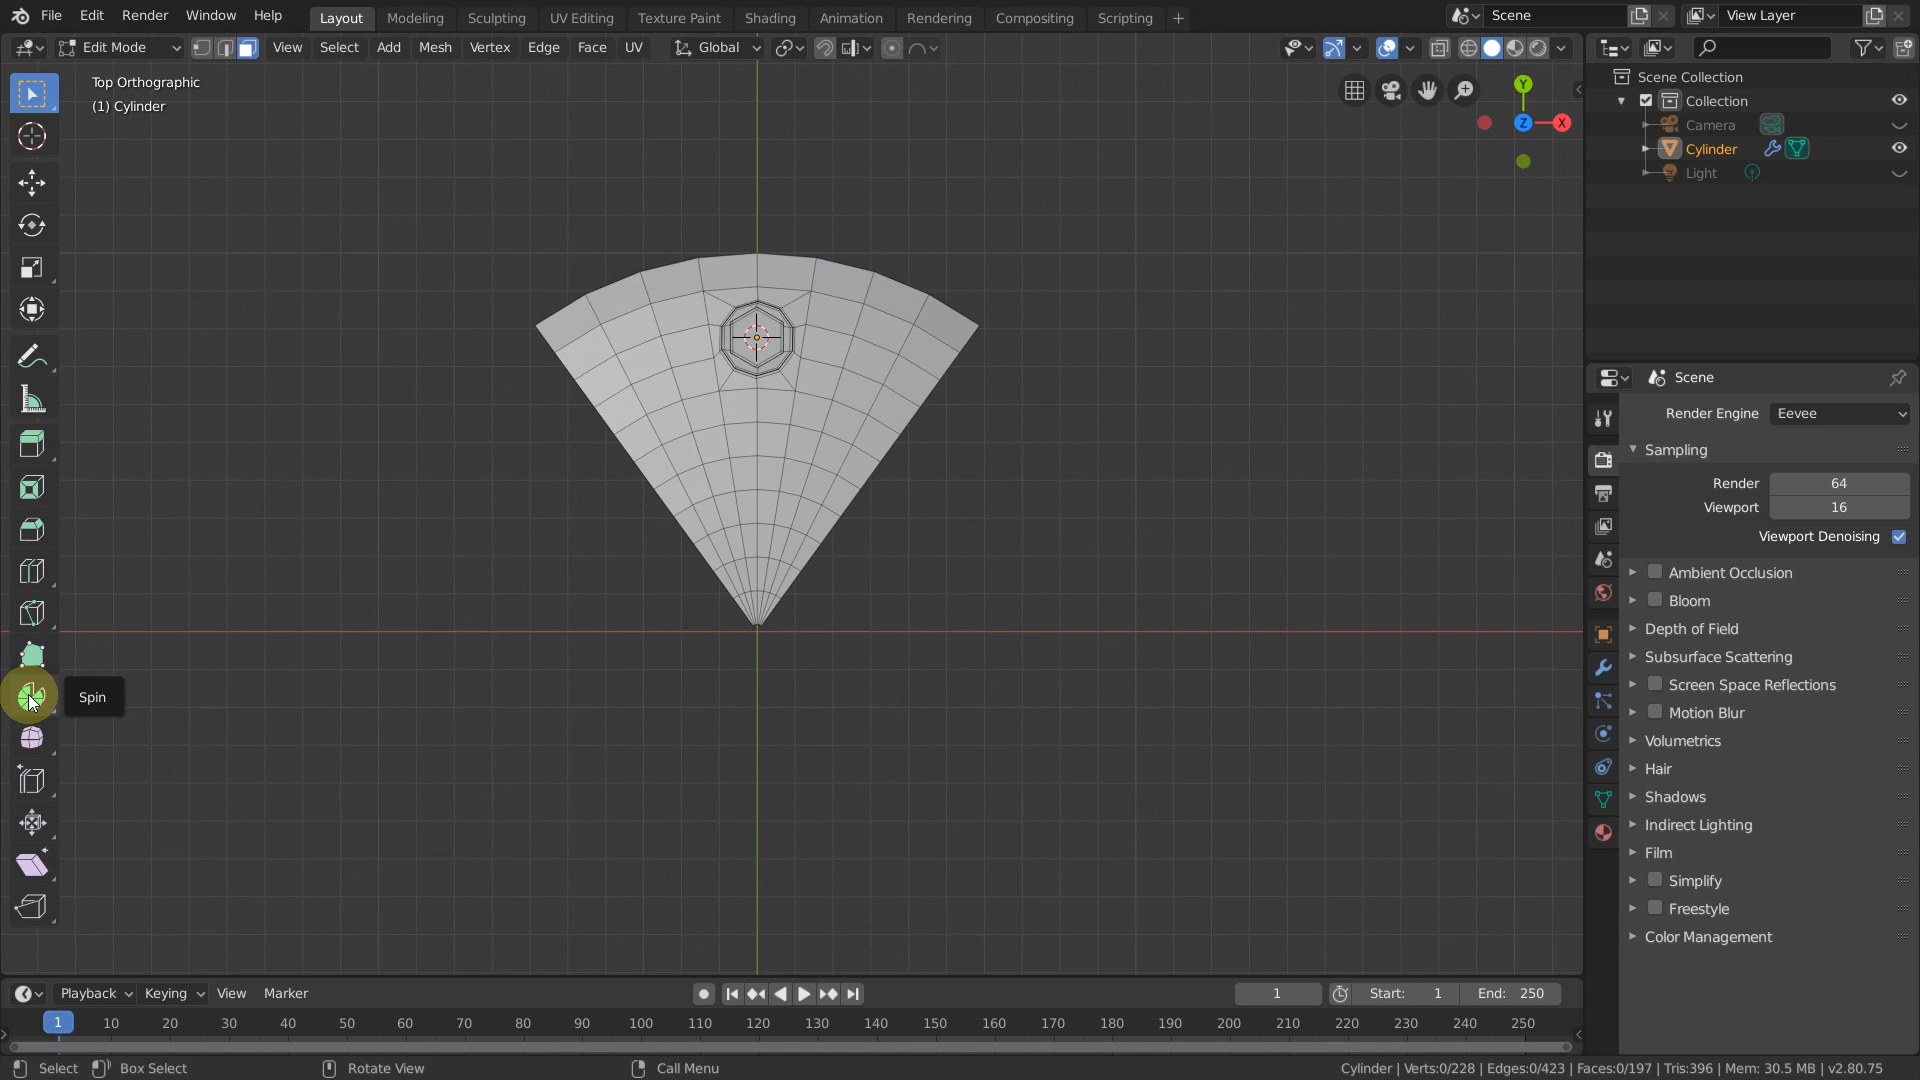 File Edit Render Window Help Layout Modeling Sculpting UV Editing Texture Paint Shading Animation Rendering Compositing Scripting + Scene View Layer
Edit Mode View Select Add Mesh Vertex Edge Face UV Global
Top Orthographic
(1) Cylinder
Y
Z
X
Spin
Scene Collection
Collection
Camera
Cylinder
Light
Scene
Render Engine Eevee
Sampling
Render 64
Viewport 16
Viewport Denoising
Ambient Occlusion
Bloom
Depth of Field
Subsurface Scattering
Screen Space Reflections
Motion Blur
Volumetrics
Hair
Shadows
Indirect Lighting
Film
Simplify
Freestyle
Color Management
Playback Keying View Marker 1 Start: 1 End: 250
1 10 20 30 40 50 60 70 80 90 100 110 120 130 140 150 160 170 180 190 200 210 220 230 240 250
Select Box Select Rotate View Call Menu Cylinder | Verts:0/228 | Edges:0/423 | Faces:0/197 | Tris:396 | Mem: 30.5 MB | v2.80.75